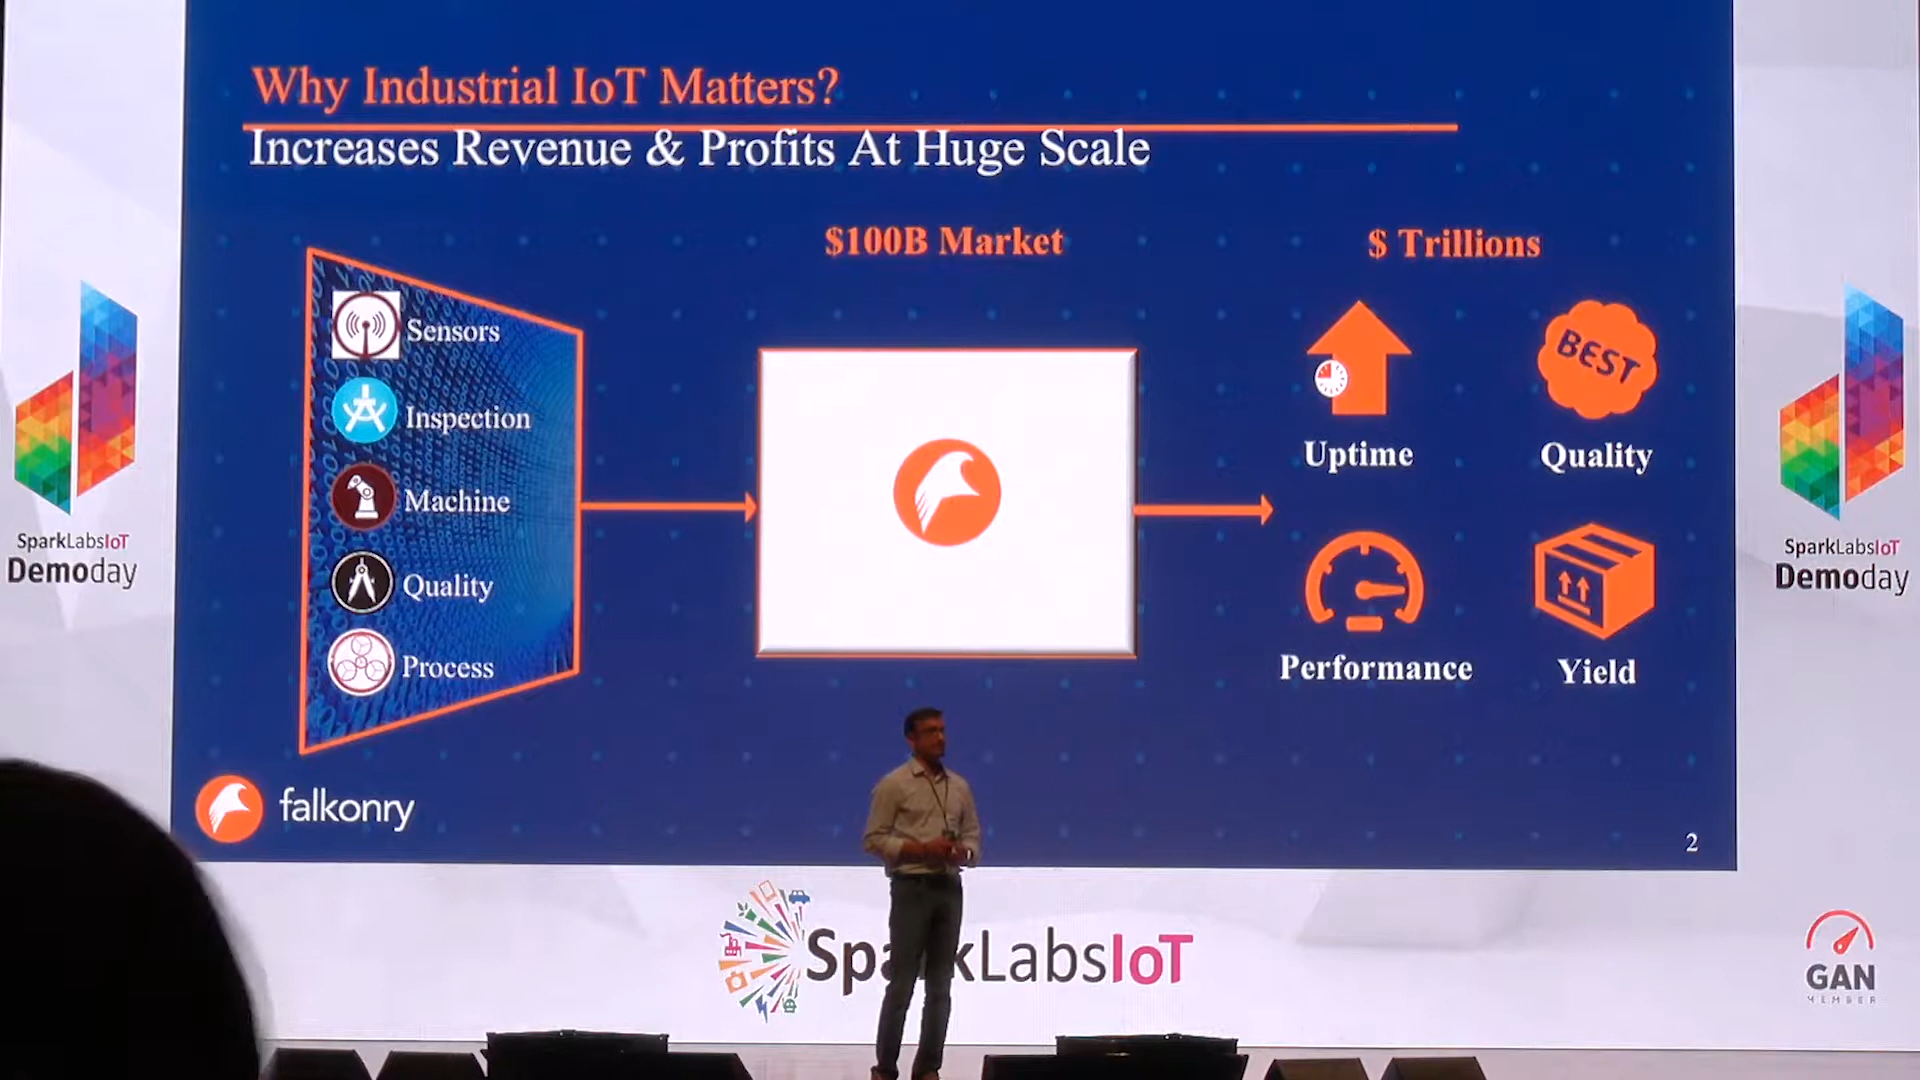 Why Industrial IoT Matters?
Increases Revenue & Profits At Huge Scale
$100B Market
$ Trillions
Sensors
Inspection
Machine
Quality
Process
BEST
Uptime
Quality
Performance
Yield
falkonry
2
SparkLabsIoT
Demoday
SparkLabsIoT
Demoday
SparkLabsIoT
GAN
MEMBER